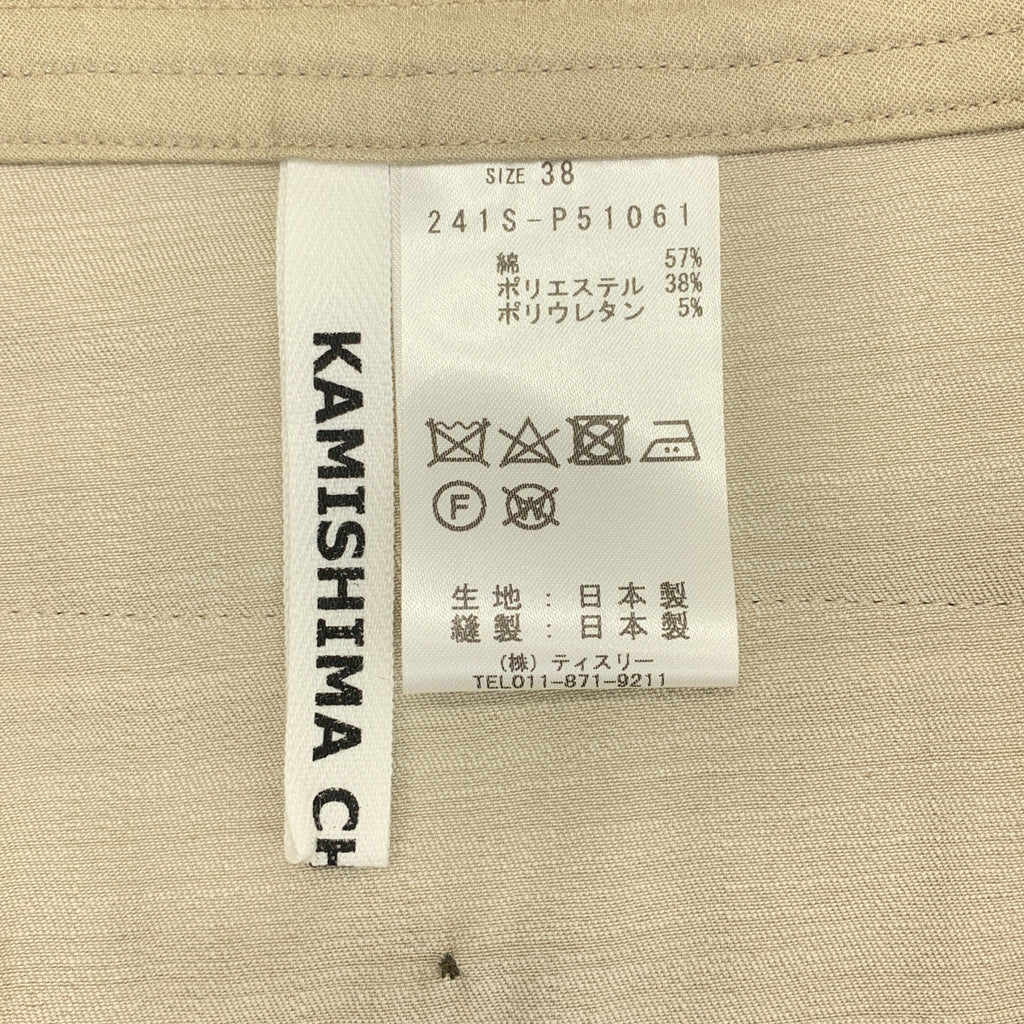 KAMISHIMA CH
SIZE 38
241S-P51061
綿 57%
ポリエステル 38%
ポリウレタン 5%
F W
生地:日本製
縫製:日本製
(株)ティスリー
TEL011-871-9211